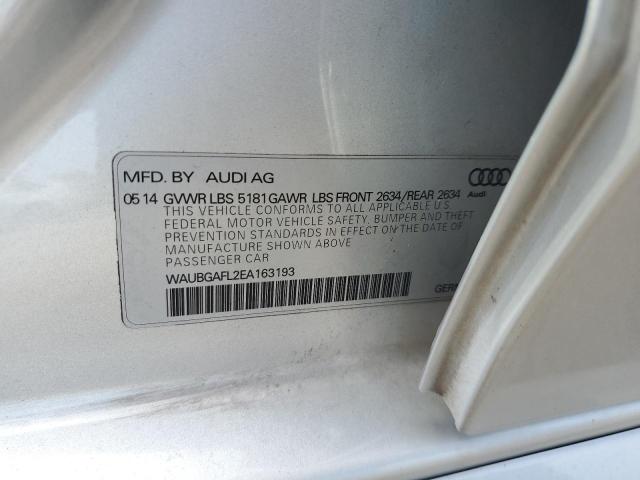 MFD. BY AUDI AG
0514 GVWR LBS 5181 GAWR LBS FRONT 2634/REAR 2634
Audi
THIS VEHICLE CONFORMS TO ALL APPLICABLE U.S.
FEDERAL MOTOR VEHICLE SAFETY, BUMPER AND THEFT
PREVENTION STANDARDS IN EFFECT ON THE DATE OF
MANUFACTURE SHOWN ABOVE
PASSENGER CAR
WAUBGAFL2EA163193